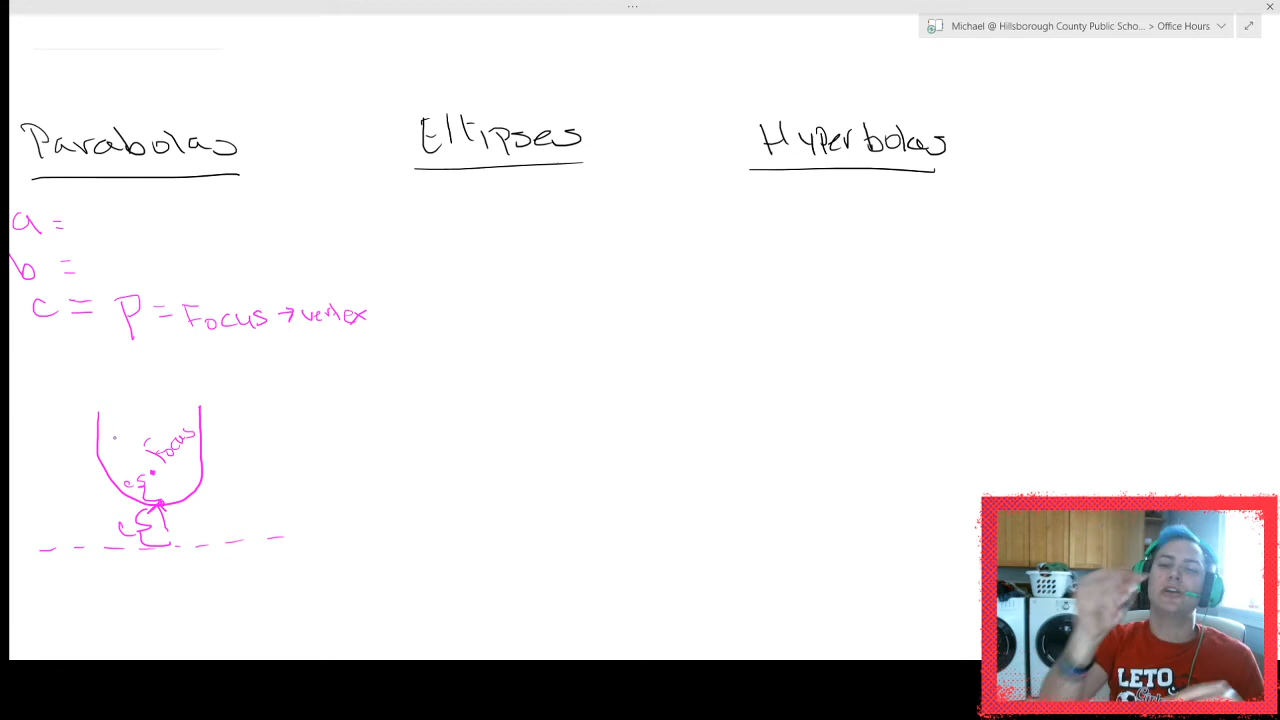 ...
Michael @ Hillsborough County Public Scho... > Office Hours
Parabolas
Ellipses
Hyperbolas
a =
b =
c = p = Focus → vertex
Focus
c
c
LETO